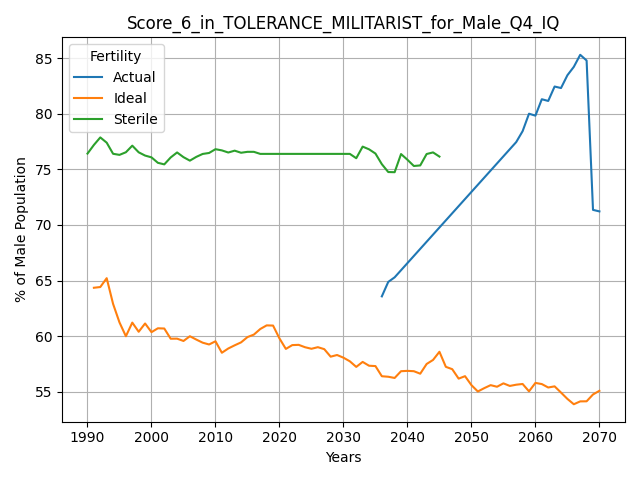 Score_6_in_TOLERANCE_MILITARIST_for_Male_Q4_IQ
Fertility
Actual
Ideal
Sterile
% of Male Population
85
80
75
70
65
60
55
1990
2000
2010
2020
2030
2040
2050
2060
2070
Years